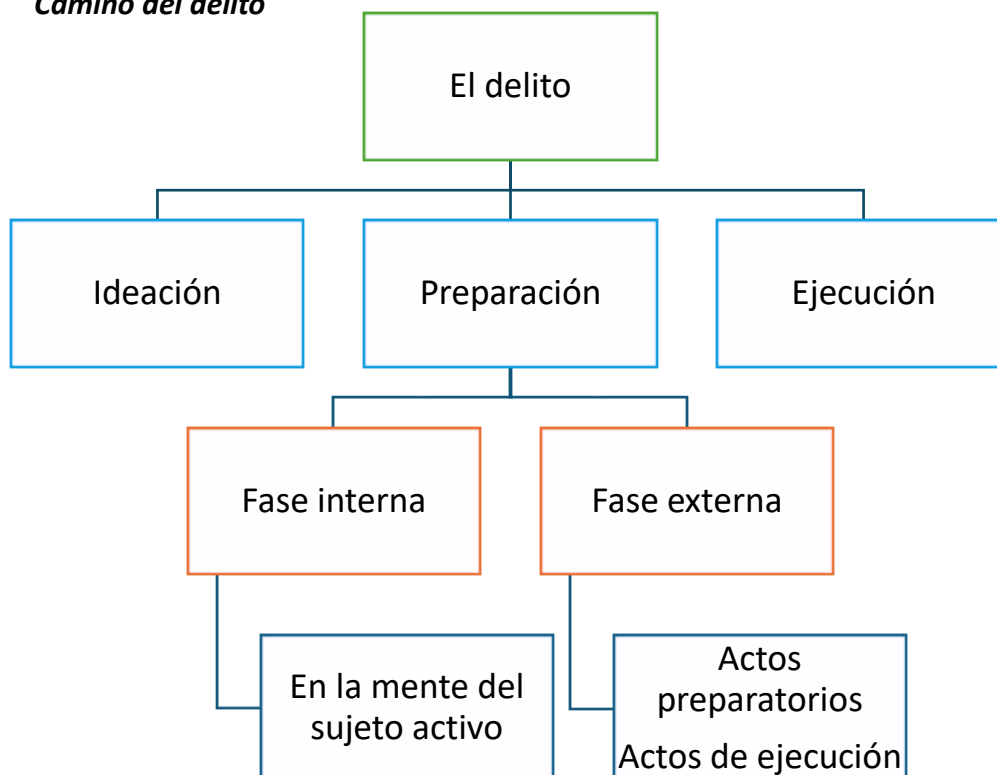 Camino del delito
El delito
Ideación
Preparación
Ejecución
Fase interna
Fase externa
En la mente del
sujeto activo
Actos
preparatorios
Actos de ejecución